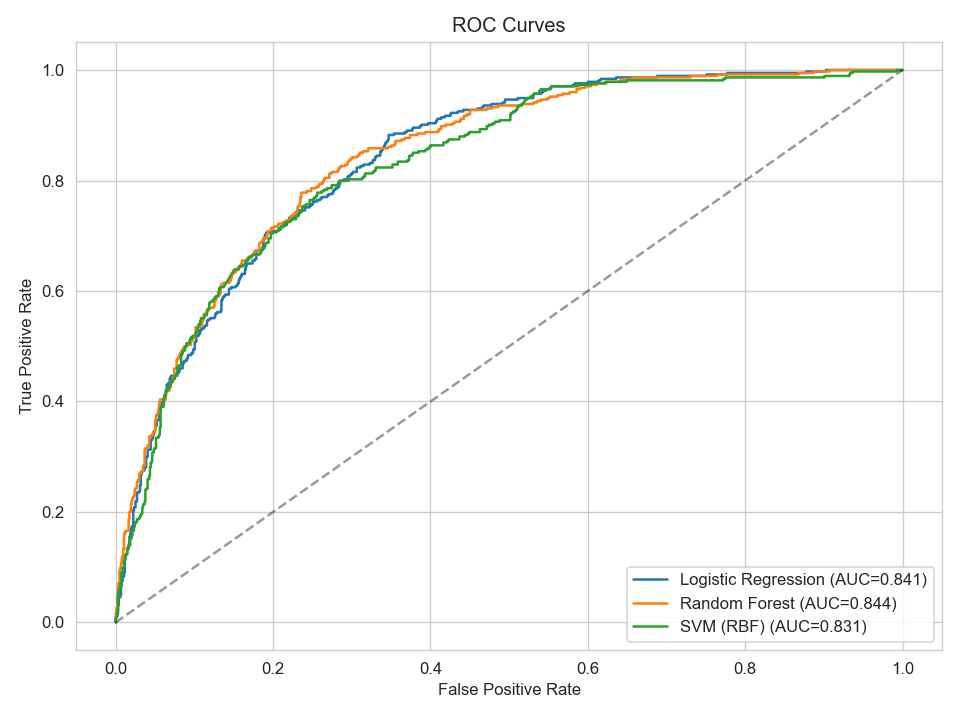 ROC Curves
True Positive Rate
1.0
0.8
0.6
0.4
0.2
0.0
Logistic Regression (AUC=0.841)
Random Forest (AUC=0.844)
SVM (RBF) (AUC=0.831)
0.0 0.2 0.4 0.6 0.8 1.0
False Positive Rate